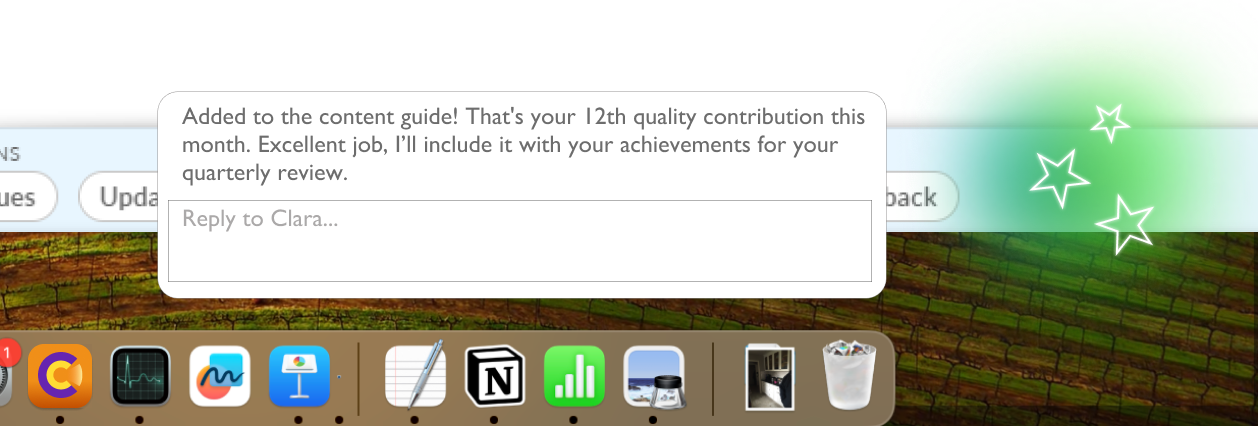 Added to the content guide! That's your 12th quality contribution this
month. Excellent job, I’ll include it with your achievements for your
quarterly review.
NS
ues
Upda
back
Reply to Clara...
1
N